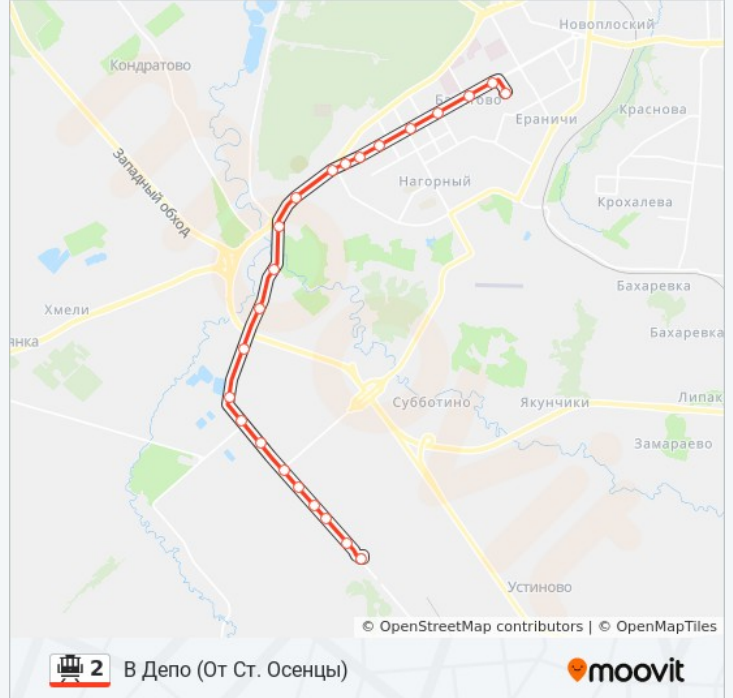 Новоплоский
Кондратово
Краснова
Ераничи
Западный обход
Нагорный
Крохалева
Бахаревка
Хмели
Бахаревка
янка
Субботино
Якунчики
Липак
Замараево
Устиново
© OpenStreetMap contributors | © OpenMapTiles
2 В Депо (От Ст. Осенцы)
moovit